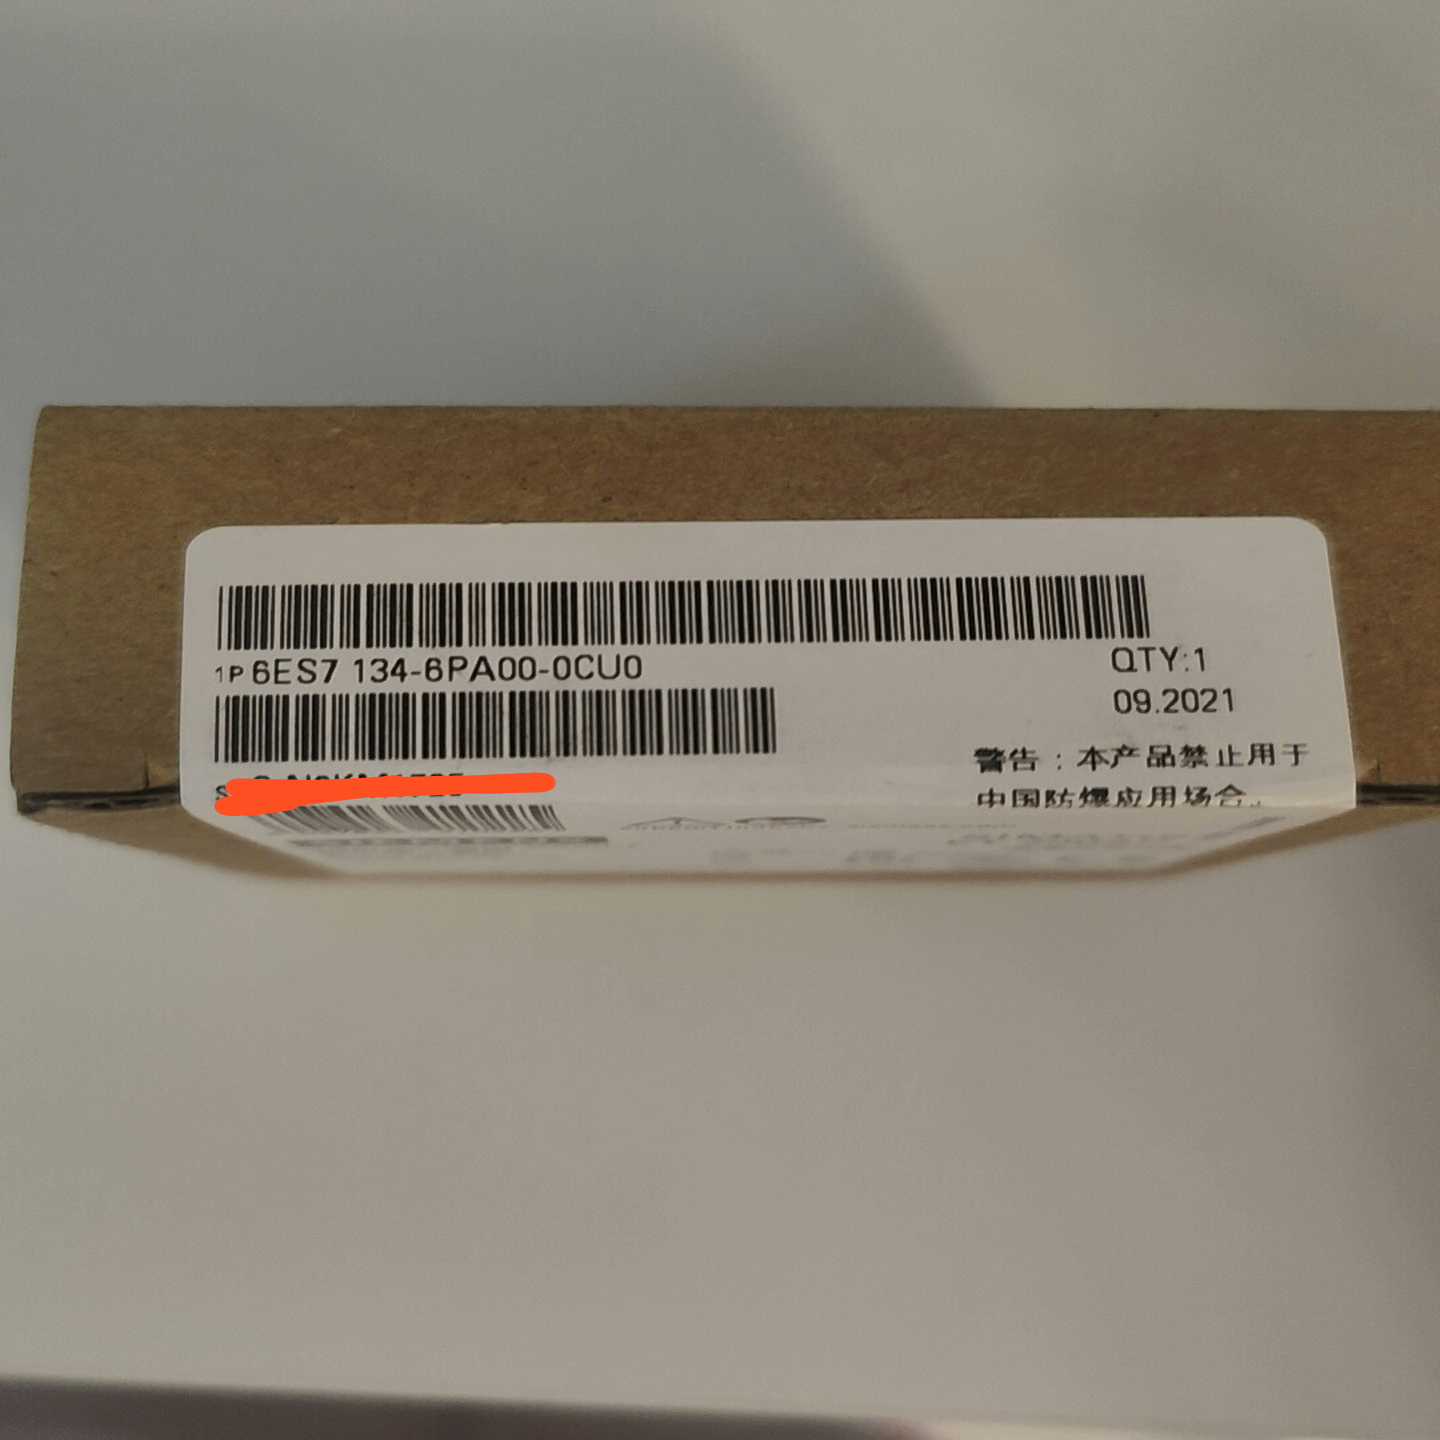 1P 6ES7 134-6PA00-0CU0
QTY:1
09.2021
警告：本产品禁止用于
中国防爆应用场合。